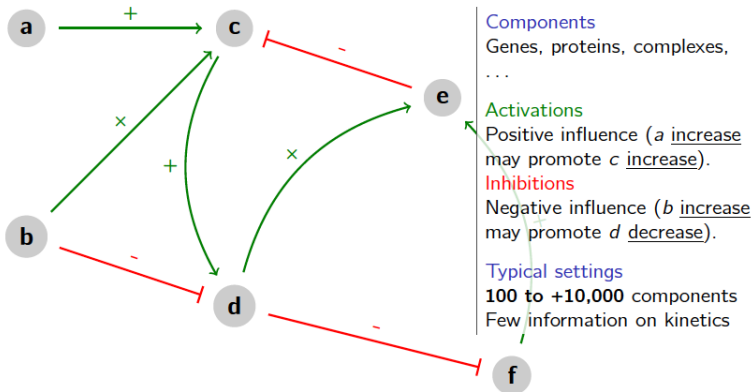 a
+
c
-
e
×
+
×
b
-
d
-
f
Components
Genes, proteins, complexes,
. . .
Activations
Positive influence (a increase
may promote c increase).
Inhibitions
Negative influence (b increase
may promote d decrease).
Typical settings
100 to +10,000 components
Few information on kinetics